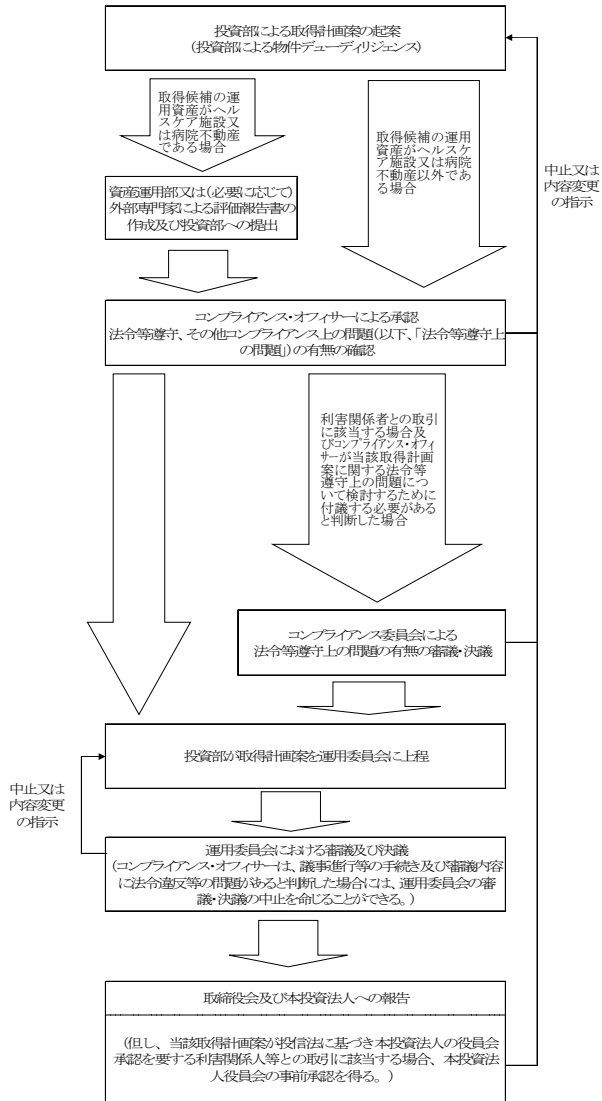 投資部による取得計画案の起案
(投資部による物件デューディリジェンス)
取得候補の運
用資産がヘル
スケア施設又
は病院不動産
である場合
取得候補の運用
資産がヘルスケ
ア施設又は病院
不動産以外であ
る場合
中止又は
内容変更
の指示
資産運用部又は(必要に応じて)
外部専門家による評価報告書の
作成及び投資部への提出
コンプライアンス・オフィサーによる承認
法令等遵守、その他コンプライアンス上の問題(以下、「法令等遵守上
の問題」)の有無の確認
利害関係者との取引
に該当する場合及
びコンプライアンス・オフィ
サーが当該取得計画
案に関する法令等
遵守上の問題につ
いて検討するために
付議する必要がある
と判断した場合
コンプライアンス委員会による
法令等遵守上の問題の有無の審議・決議
投資部が取得計画案を運用委員会に上程
中止又は
内容変更
の指示
運用委員会における審議及び決議
(コンプライアンス・オフィサーは、議事進行等の手続き及び審議内容
に法令違反等の問題があると判断した場合には、運用委員会の審
議・決議の中止を命じることができる。)
取締役会及び本投資法人への報告
(但し、当該取得計画案が投信法に基づき本投資法人の役員会
承認を要する利害関係人等との取引に該当する場合、本投資法
人役員会の事前承認を得る。)